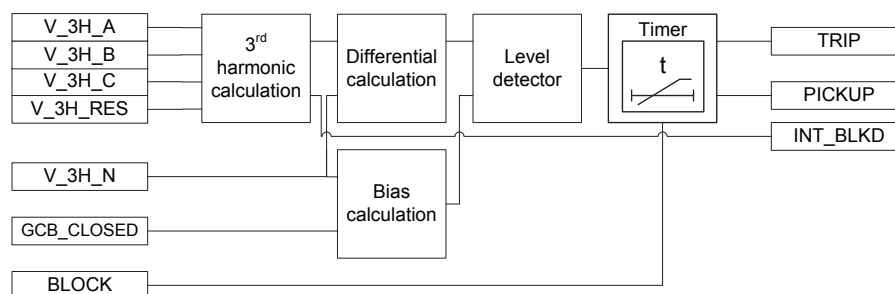 V_3H_A
V_3H_B
V_3H_C
V_3H_RES
V_3H_N
GCB_CLOSED
BLOCK
3rd
harmonic
calculation
Differential
calculation
Bias
calculation
Level
detector
Timer
t
TRIP
PICKUP
INT_BLKD